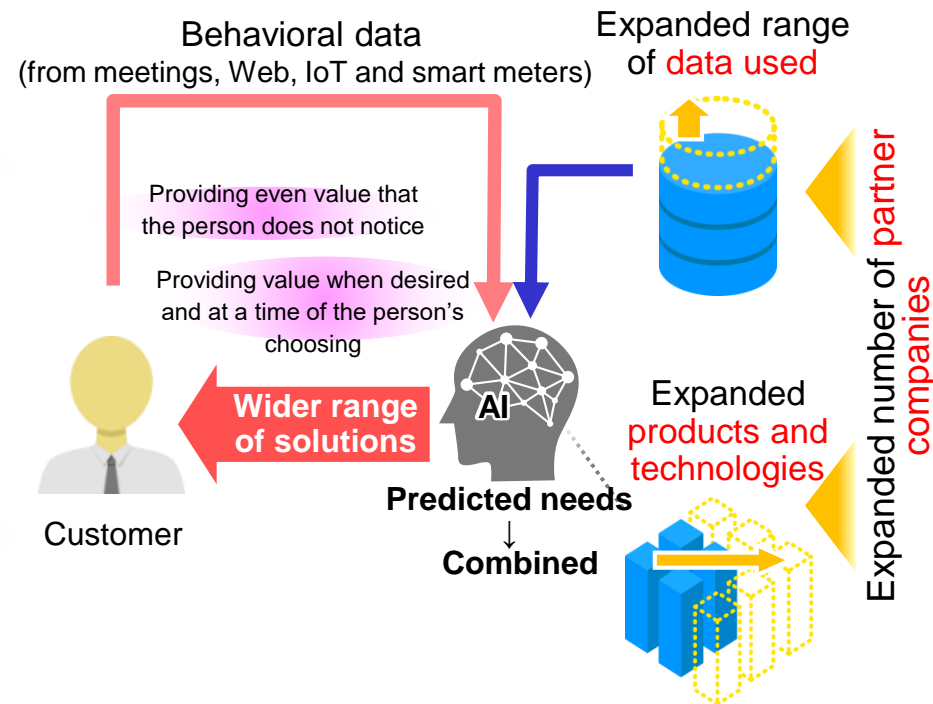 Behavioral data
(from meetings, Web, IoT and smart meters)
Expanded range
of data used
Providing even value that
the person does not notice
Providing value when desired
and at a time of the person's
choosing
Wider range
of solutions
AI
Predicted needs
↓
Combined
Customer
Expanded
products and
technologies
Expanded number of partner
companies